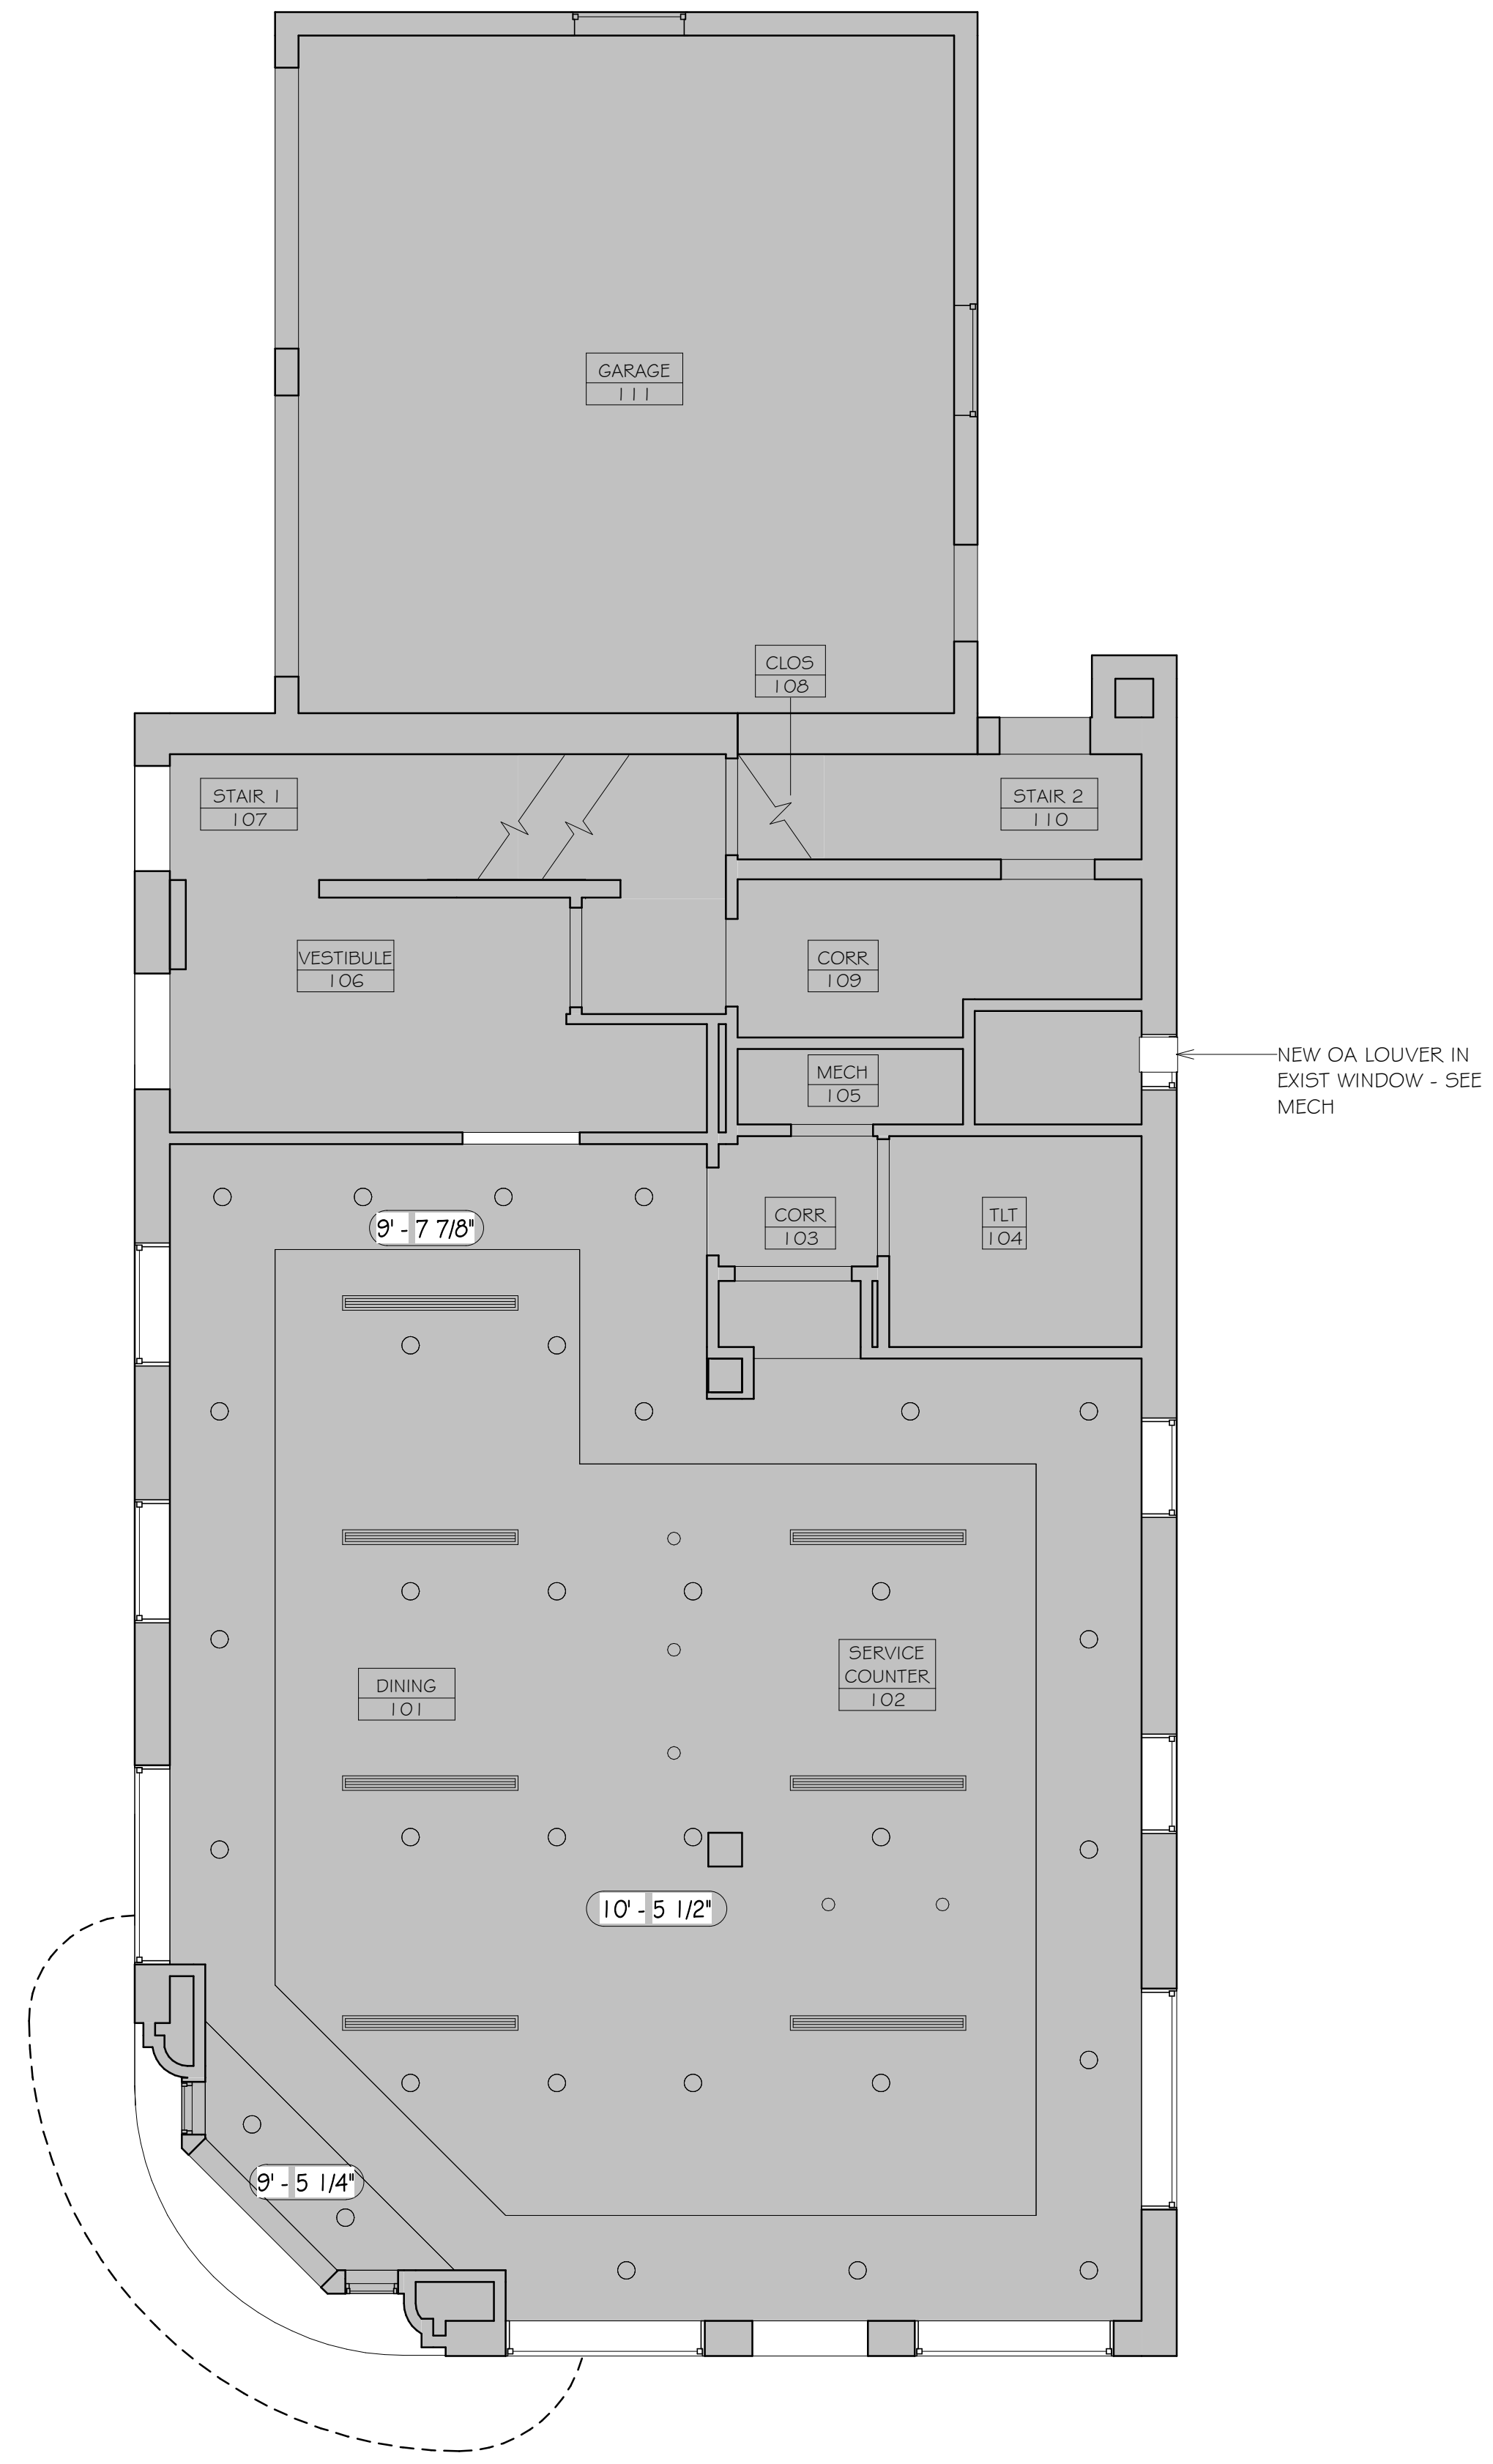 GARAGE
111
CLOS
108
STAIR 1
107
STAIR 2
110
VESTIBULE
106
CORR
109
NEW OA LOUVER IN
EXIST WINDOW - SEE
MECH
MECH
105
CORR
103
TLT
104
9' - 7 7/8"
SERVICE
COUNTER
102
DINING
101
10' - 5 1/2"
9' - 5 1/4"